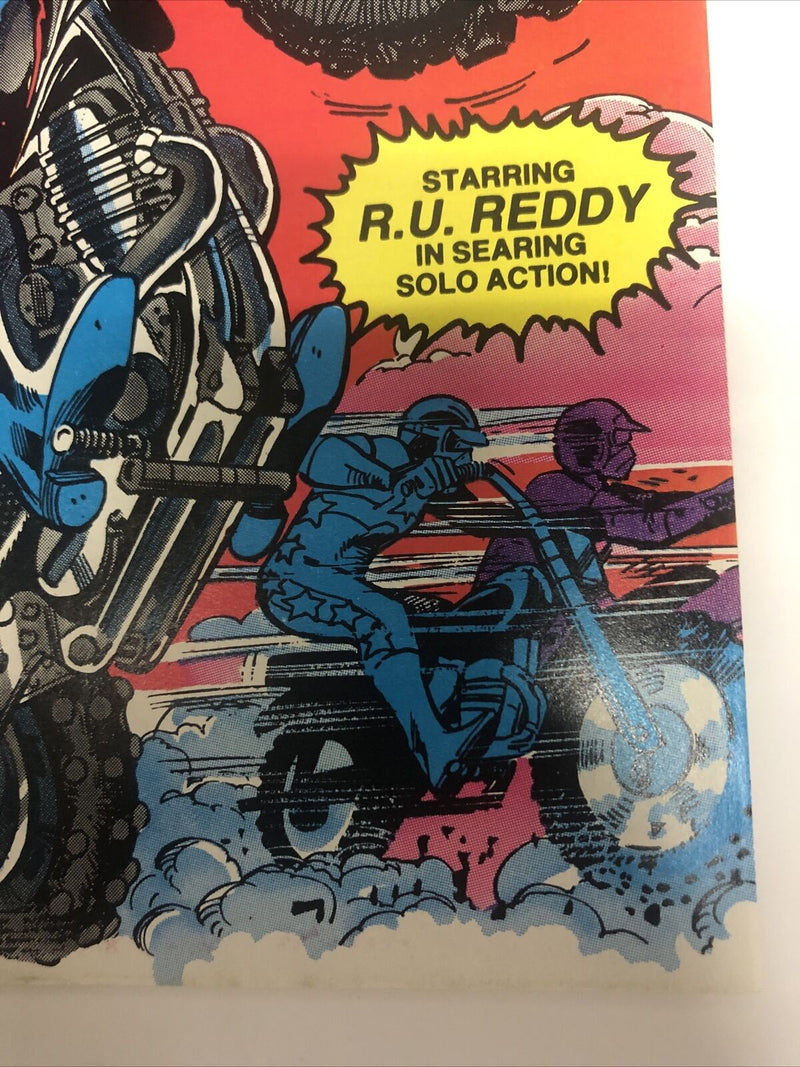 STARRING
R.U. REDDY
IN SEARING
SOLO ACTION!